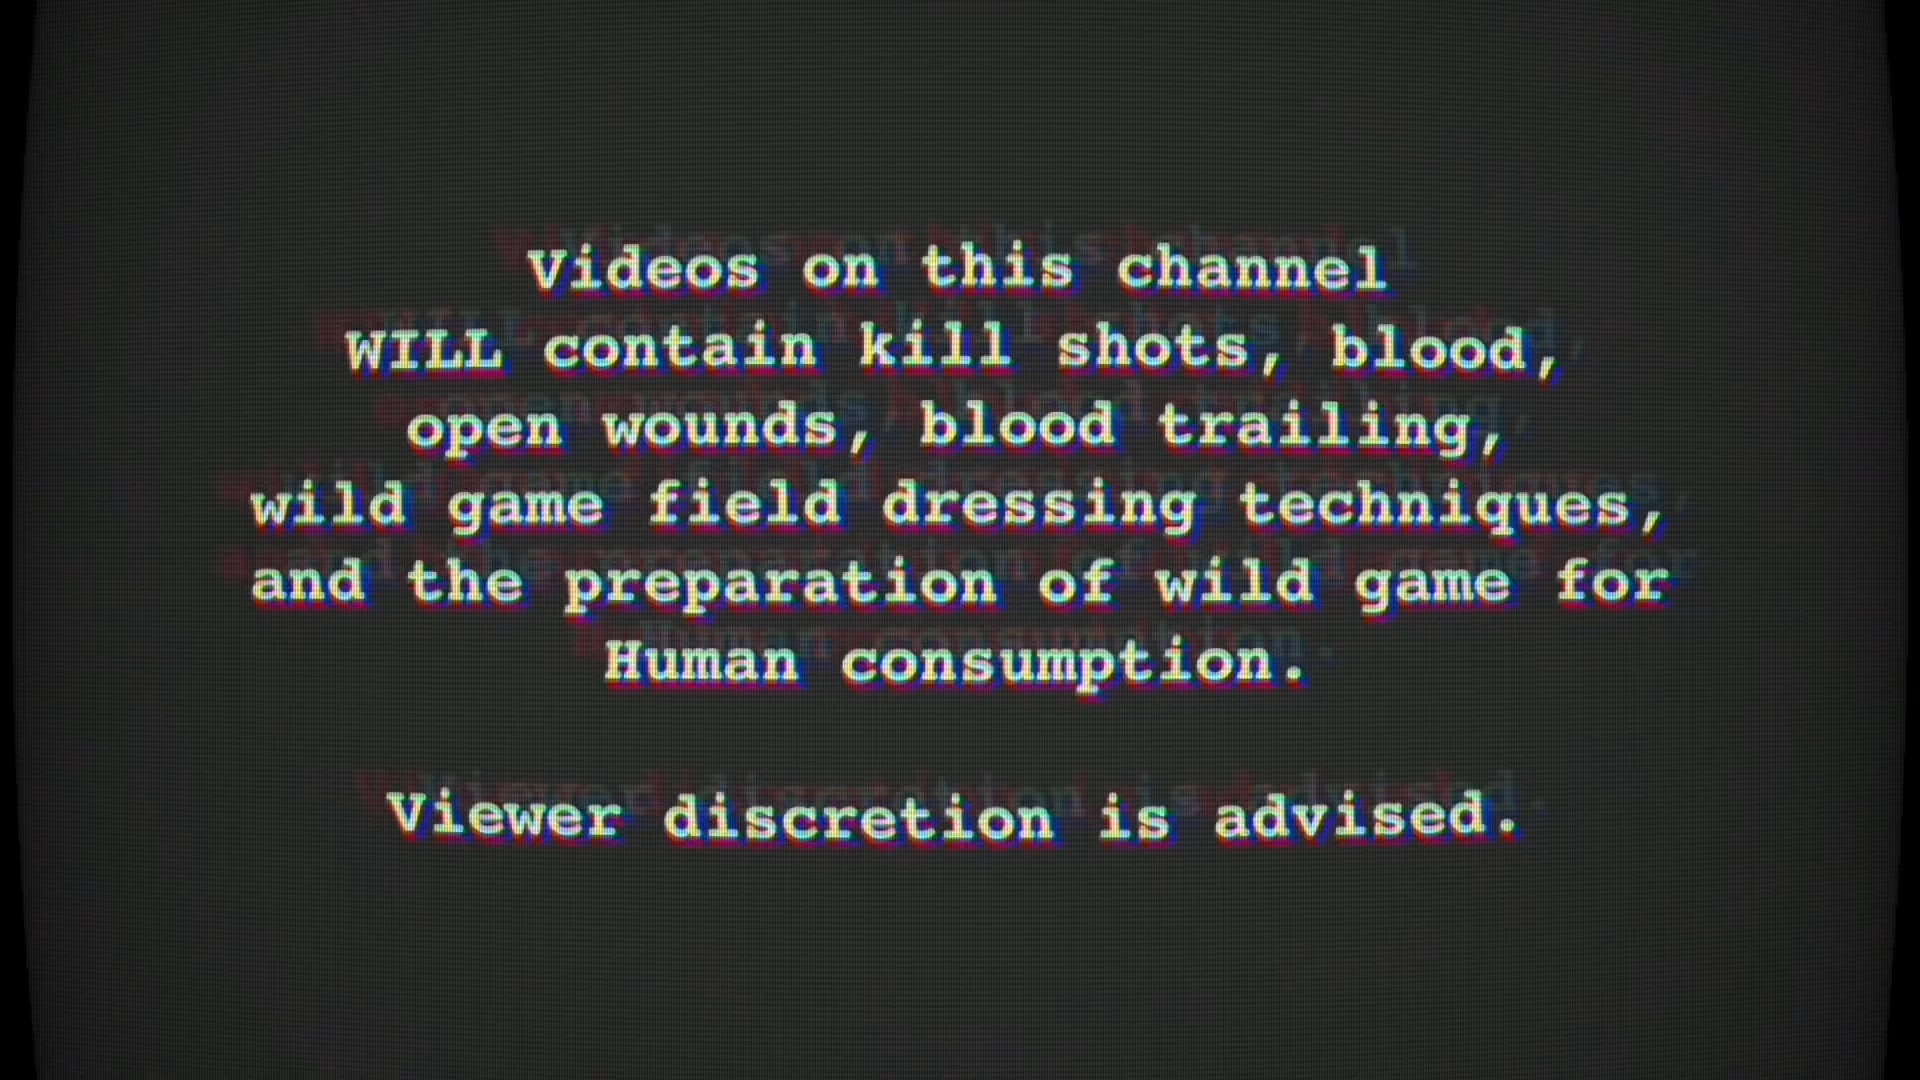 Videos on this channel
WILL contain kill shots, blood,
open wounds, blood trailing,
wild game field dressing techniques,
and the preparation of wild game for
Human consumption.
Viewer discretion is advised.